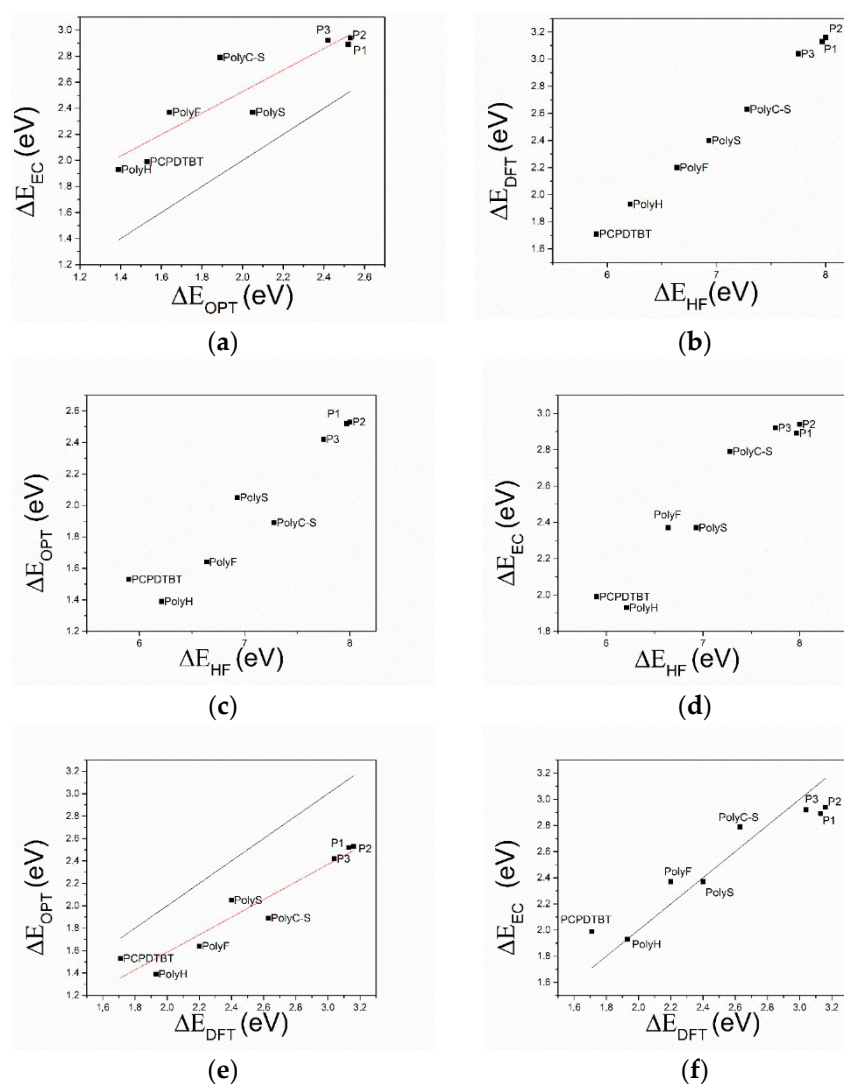 P3
P2
P1
PolyC-S
PolyF
PolyS
PCPDTBT
PolyH
3.0
2.8
2.6
2.4
2.2
2.0
1.8
1.6
1.4
1.2
1.2 1.4 1.6 1.8 2.0 2.2 2.4 2.6
ΔE_EC (eV)
ΔE_OPT (eV)
(a)
P2
P1
P3
PolyC-S
PolyS
PolyF
PolyH
PCPDTBT
3.2
3.0
2.8
2.6
2.4
2.2
2.0
1.8
1.6
6 7 8
ΔE_DFT (eV)
ΔE_HF (eV)
(b)
P1
P2
P3
PolyS
PolyC-S
PolyF
PCPDTBT
PolyH
2.6
2.4
2.2
2.0
1.8
1.6
1.4
1.2
6 7 8
ΔE_OPT (eV)
ΔE_HF (eV)
(c)
P2
P3
P1
PolyC-S
PolyF
PolyS
PCPDTBT
PolyH
3.0
2.8
2.6
2.4
2.2
2.0
1.8
6 7 8
ΔE_EC (eV)
ΔE_HF (eV)
(d)
P1
P2
P3
PolyS
PolyC-S
PolyF
PCPDTBT
PolyH
3.2
3.0
2.8
2.6
2.4
2.2
2.0
1.8
1.6
1.4
1.2
1,6 1,8 2,0 2,2 2,4 2,6 2,8 3,0 3,2
ΔE_OPT (eV)
ΔE_DFT (eV)
(e)
P3
P2
P1
PolyC-S
PolyF
PolyS
PCPDTBT
PolyH
3.2
3.0
2.8
2.6
2.4
2.2
2.0
1.8
1.6
1,6 1,8 2,0 2,2 2,4 2,6 2,8 3,0 3,2
ΔE_EC (eV)
ΔE_DFT (eV)
(f)